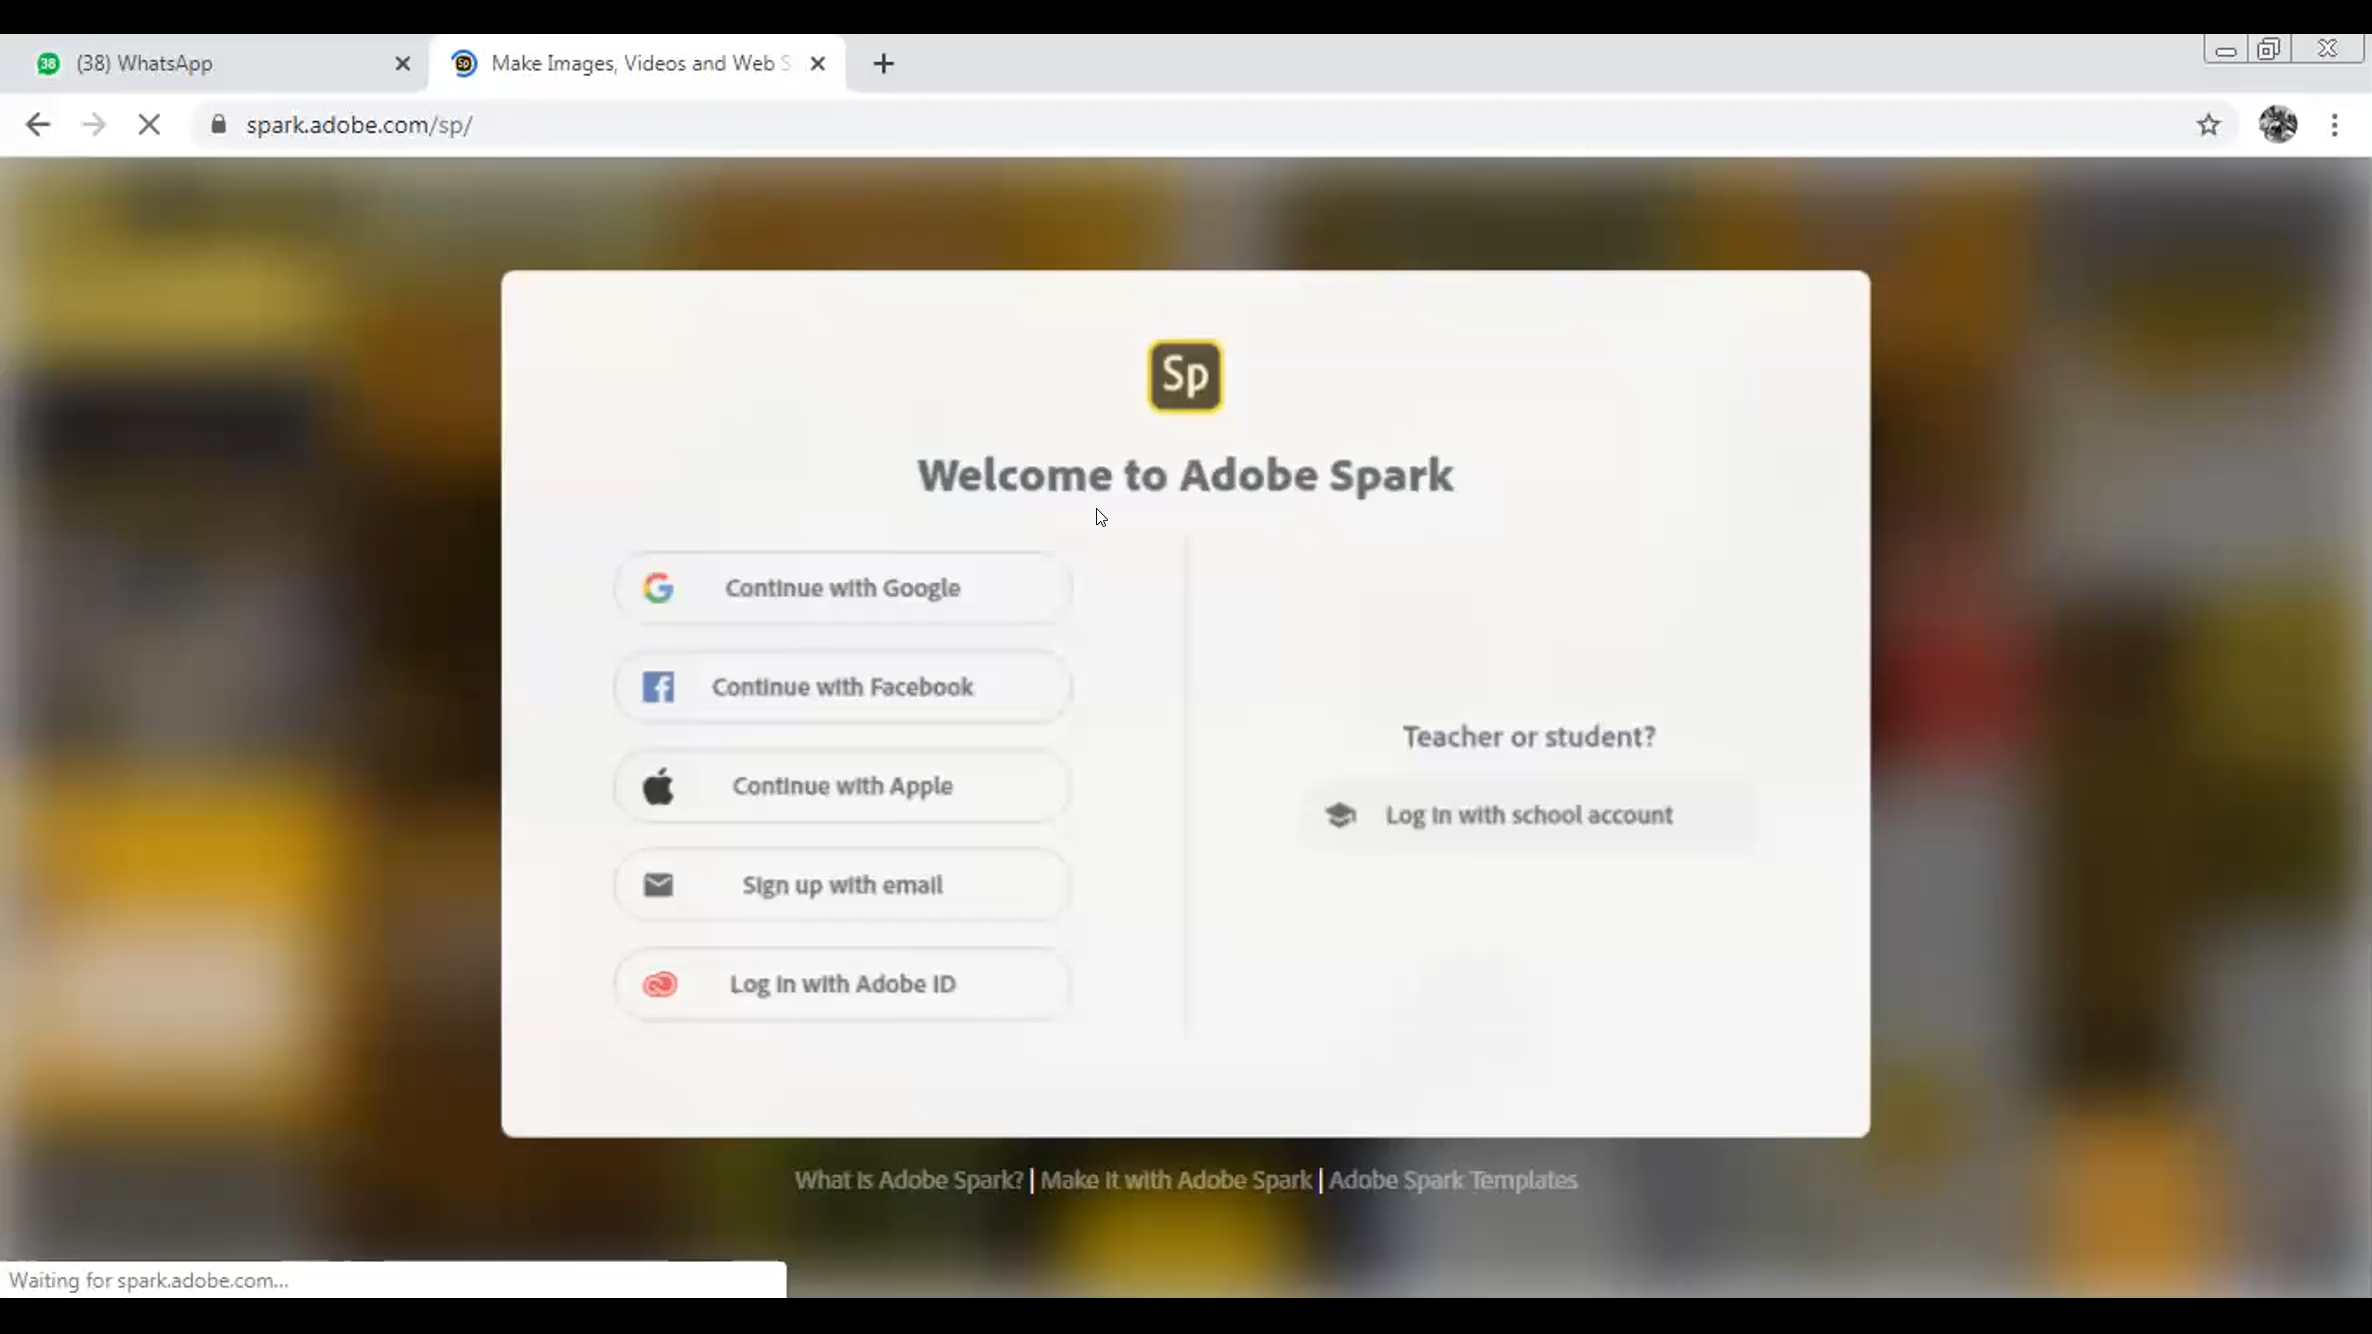 38 (38) WhatsApp
Sp Make Images, Videos and Web S
spark.adobe.com/sp/
Sp
Welcome to Adobe Spark
Continue with Google
Continue with Facebook
Continue with Apple
Sign up with email
Log in with Adobe ID
Teacher or student?
Log in with school account
What is Adobe Spark? | Make It with Adobe Spark | Adobe Spark Templates
Waiting for spark.adobe.com...